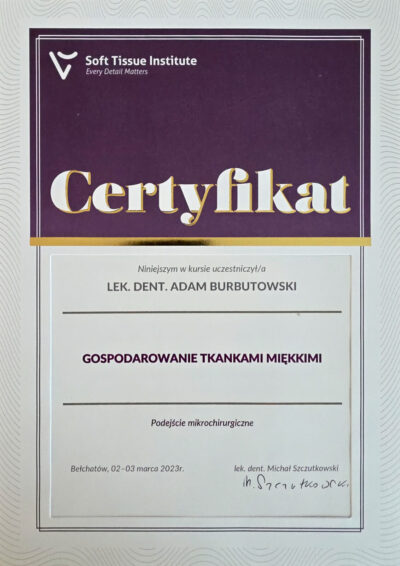 Soft Tissue Institute
Every Detail Matters
Certyfikat
Niniejszym w kursie uczestniczył/a
LEK. DENT. ADAM BURBUTOWSKI
GOSPODAROWANIE TKANKAMI MIĘKKIMI
Podejście mikrochirurgiczne
Bełchatów, 02–03 marca 2023r.
lek. dent. Michał Szczutkowski
M. Szczutkowski